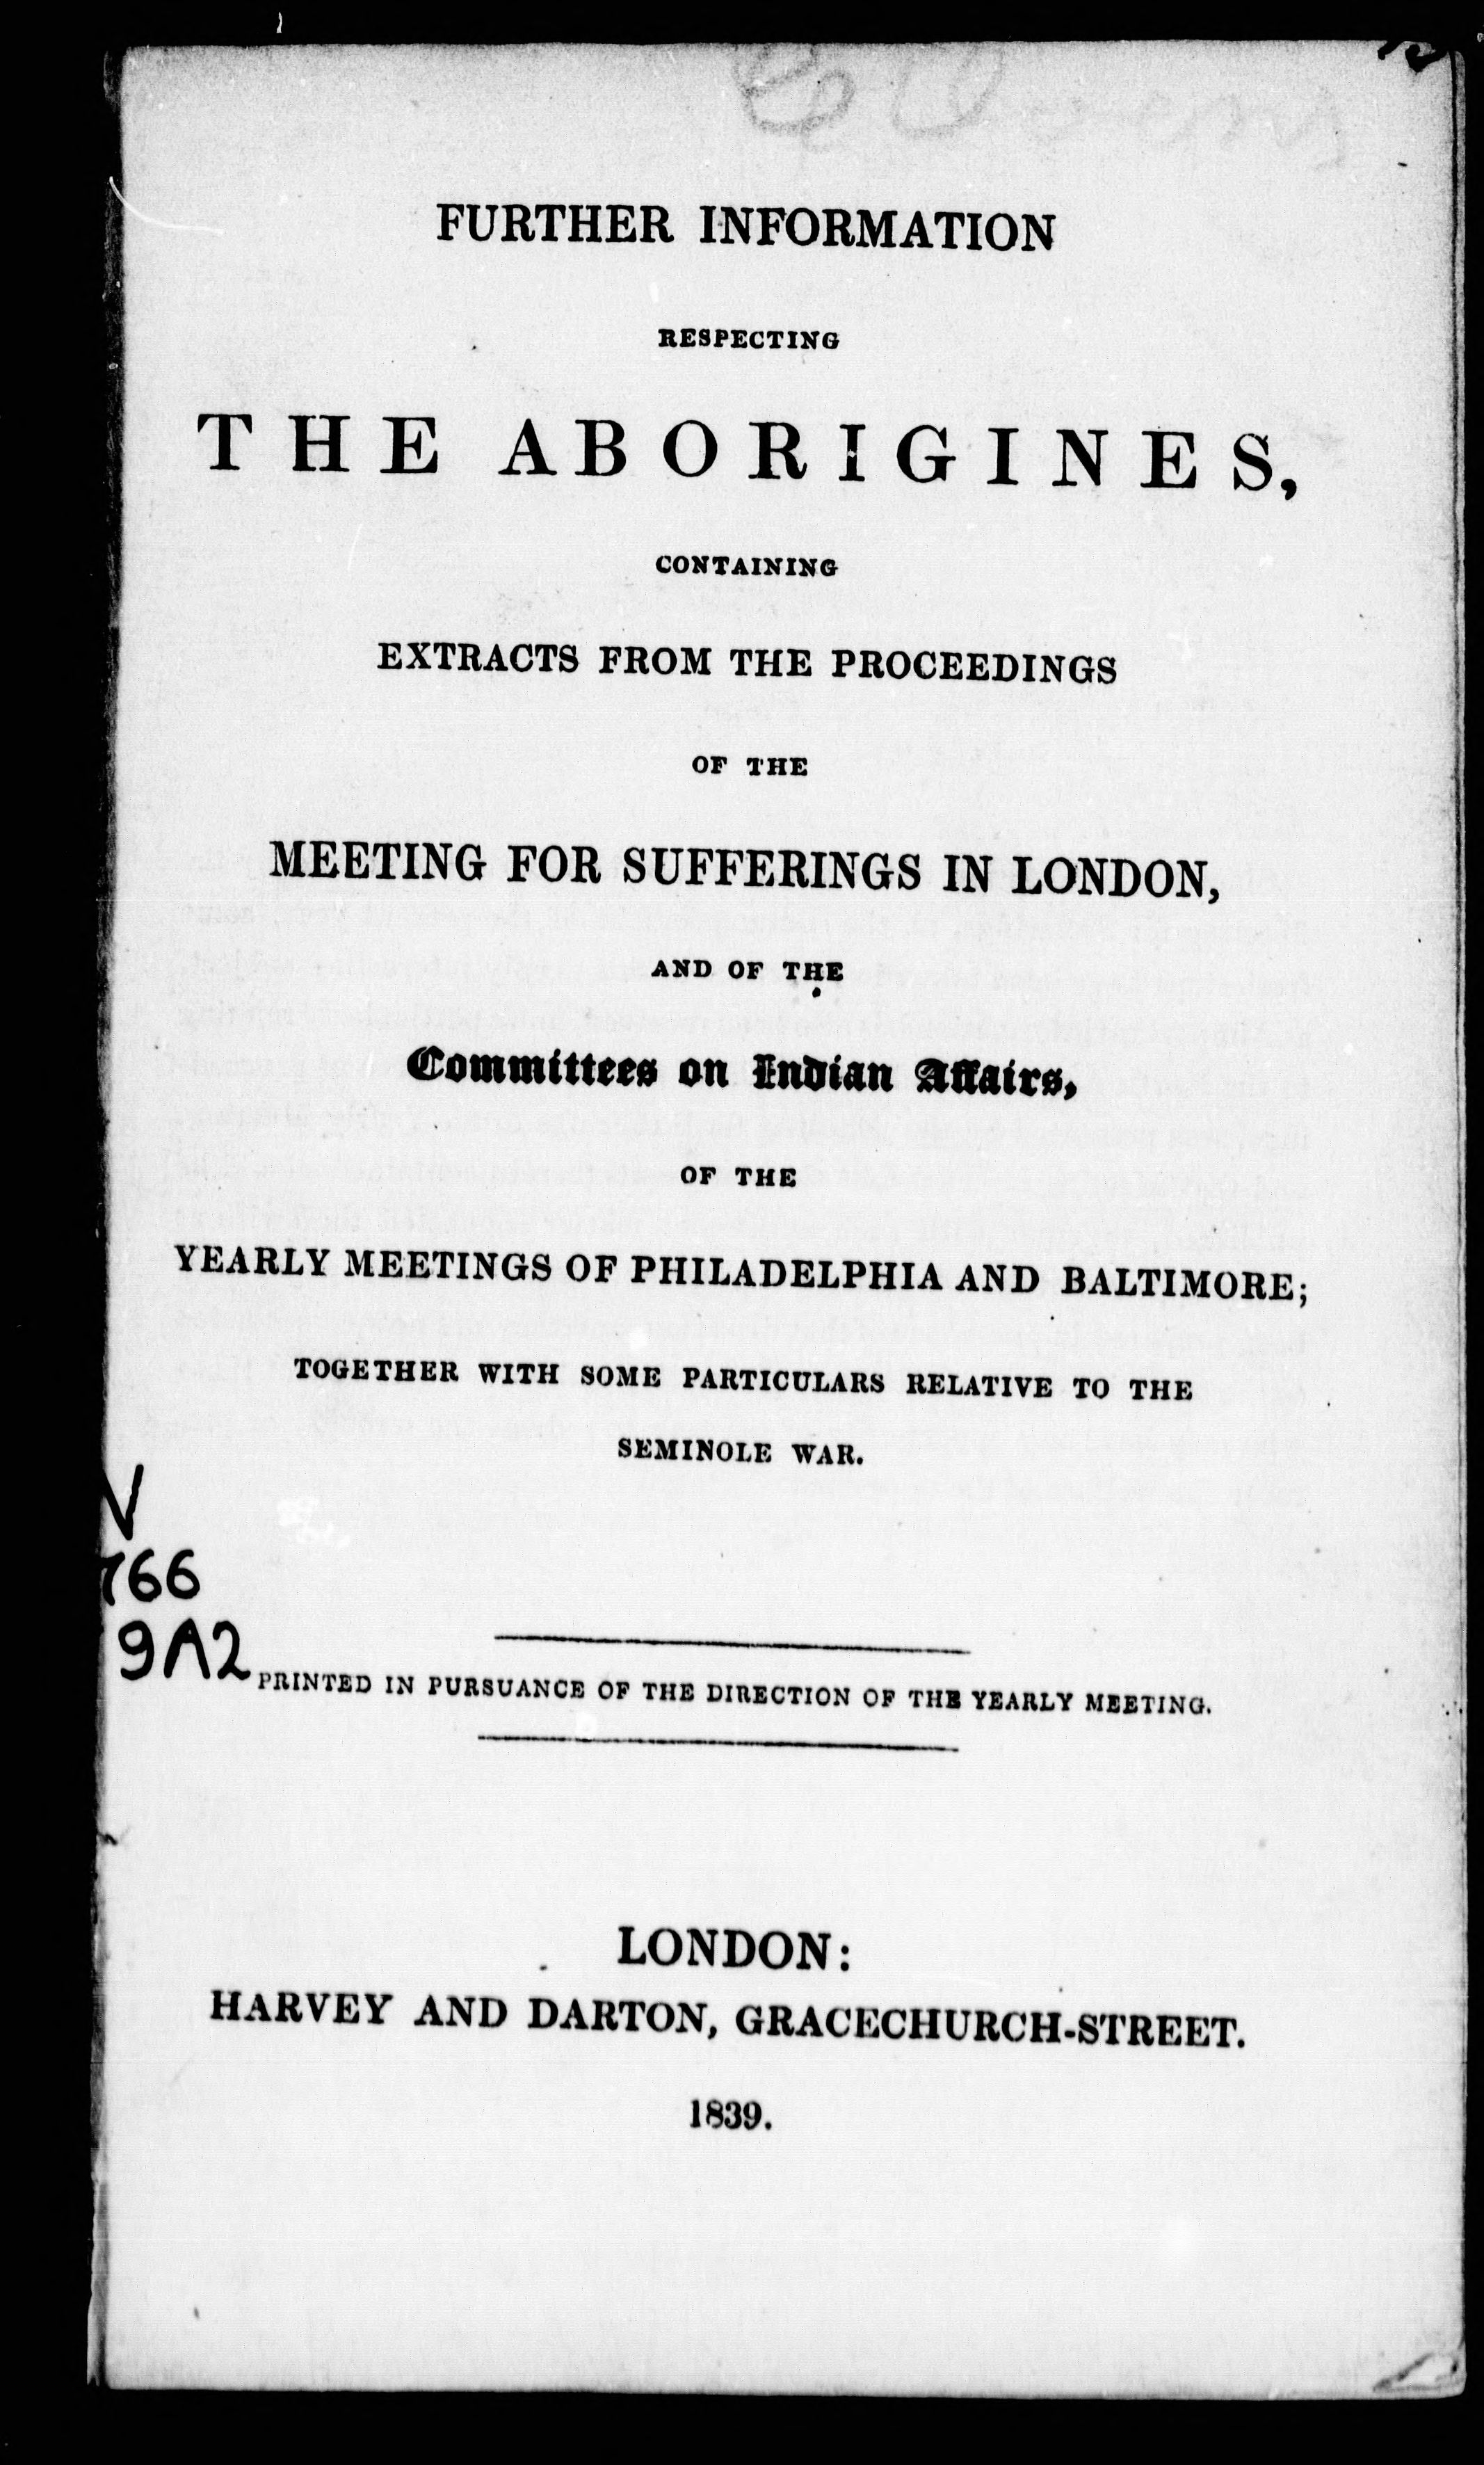 FURTHER INFORMATION
RESPECTING
THE ABORIGINES,
CONTAINING
EXTRACTS FROM THE PROCEEDINGS
OF THE
MEETING FOR SUFFERINGS IN LONDON,
AND OF THE
Committees on Indian Affairs,
OF THE
YEARLY MEETINGS OF PHILADELPHIA AND BALTIMORE;
TOGETHER WITH SOME PARTICULARS RELATIVE TO THE
SEMINOLE WAR.
V
766
9A2
PRINTED IN PURSUANCE OF THE DIRECTION OF THE YEARLY MEETING.
LONDON:
HARVEY AND DARTON, GRACECHURCH-STREET.
1839.